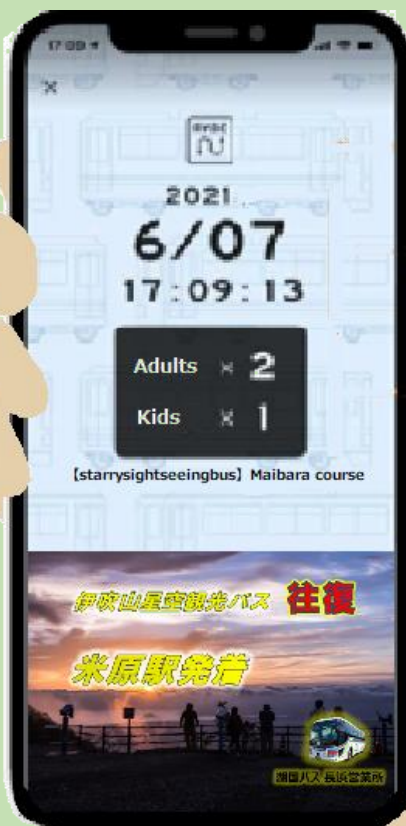 17:09
×
2021
6/07
17:09:13
Adults × 2
Kids × 1
【starrysightseeingbus】Maibara course
伊吹山星空観光バス 往復
米原駅発着
湖国バス 長浜営業所